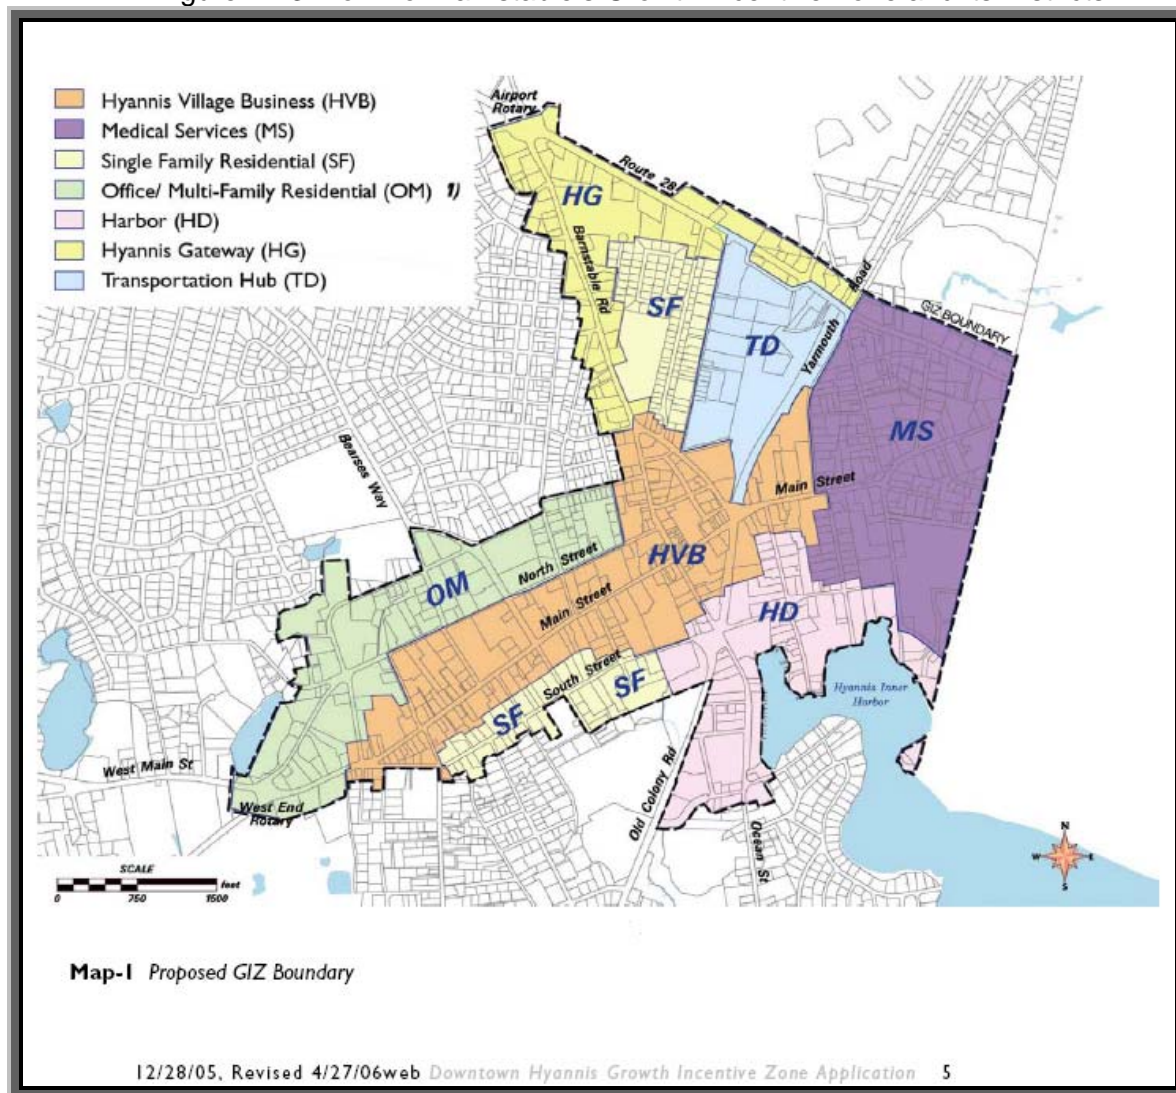 Hyannis Village Business (HVB)
Medical Services (MS)
Single Family Residential (SF)
Office/ Multi-Family Residential (OM) 1)
Harbor (HD)
Hyannis Gateway (HG)
Transportation Hub (TD)
Airport
Rotary
Route 28
HG
Barnstable Rd
SF
TD
Yarmouth
Road
GIZ BOUNDARY
MS
Bearses Way
Main Street
HVB
North Street
OM
Main Street
HD
South Street
SF
SF
Hyannis Inner
Harbor
West Main St
West End
Rotary
Old Colony Rd
Ocean St
N
W
E
S
SCALE
feet
0 750 1500
Map-1 Proposed GIZ Boundary
12/28/05, Revised 4/27/06web Downtown Hyannis Growth Incentive Zone Application 5